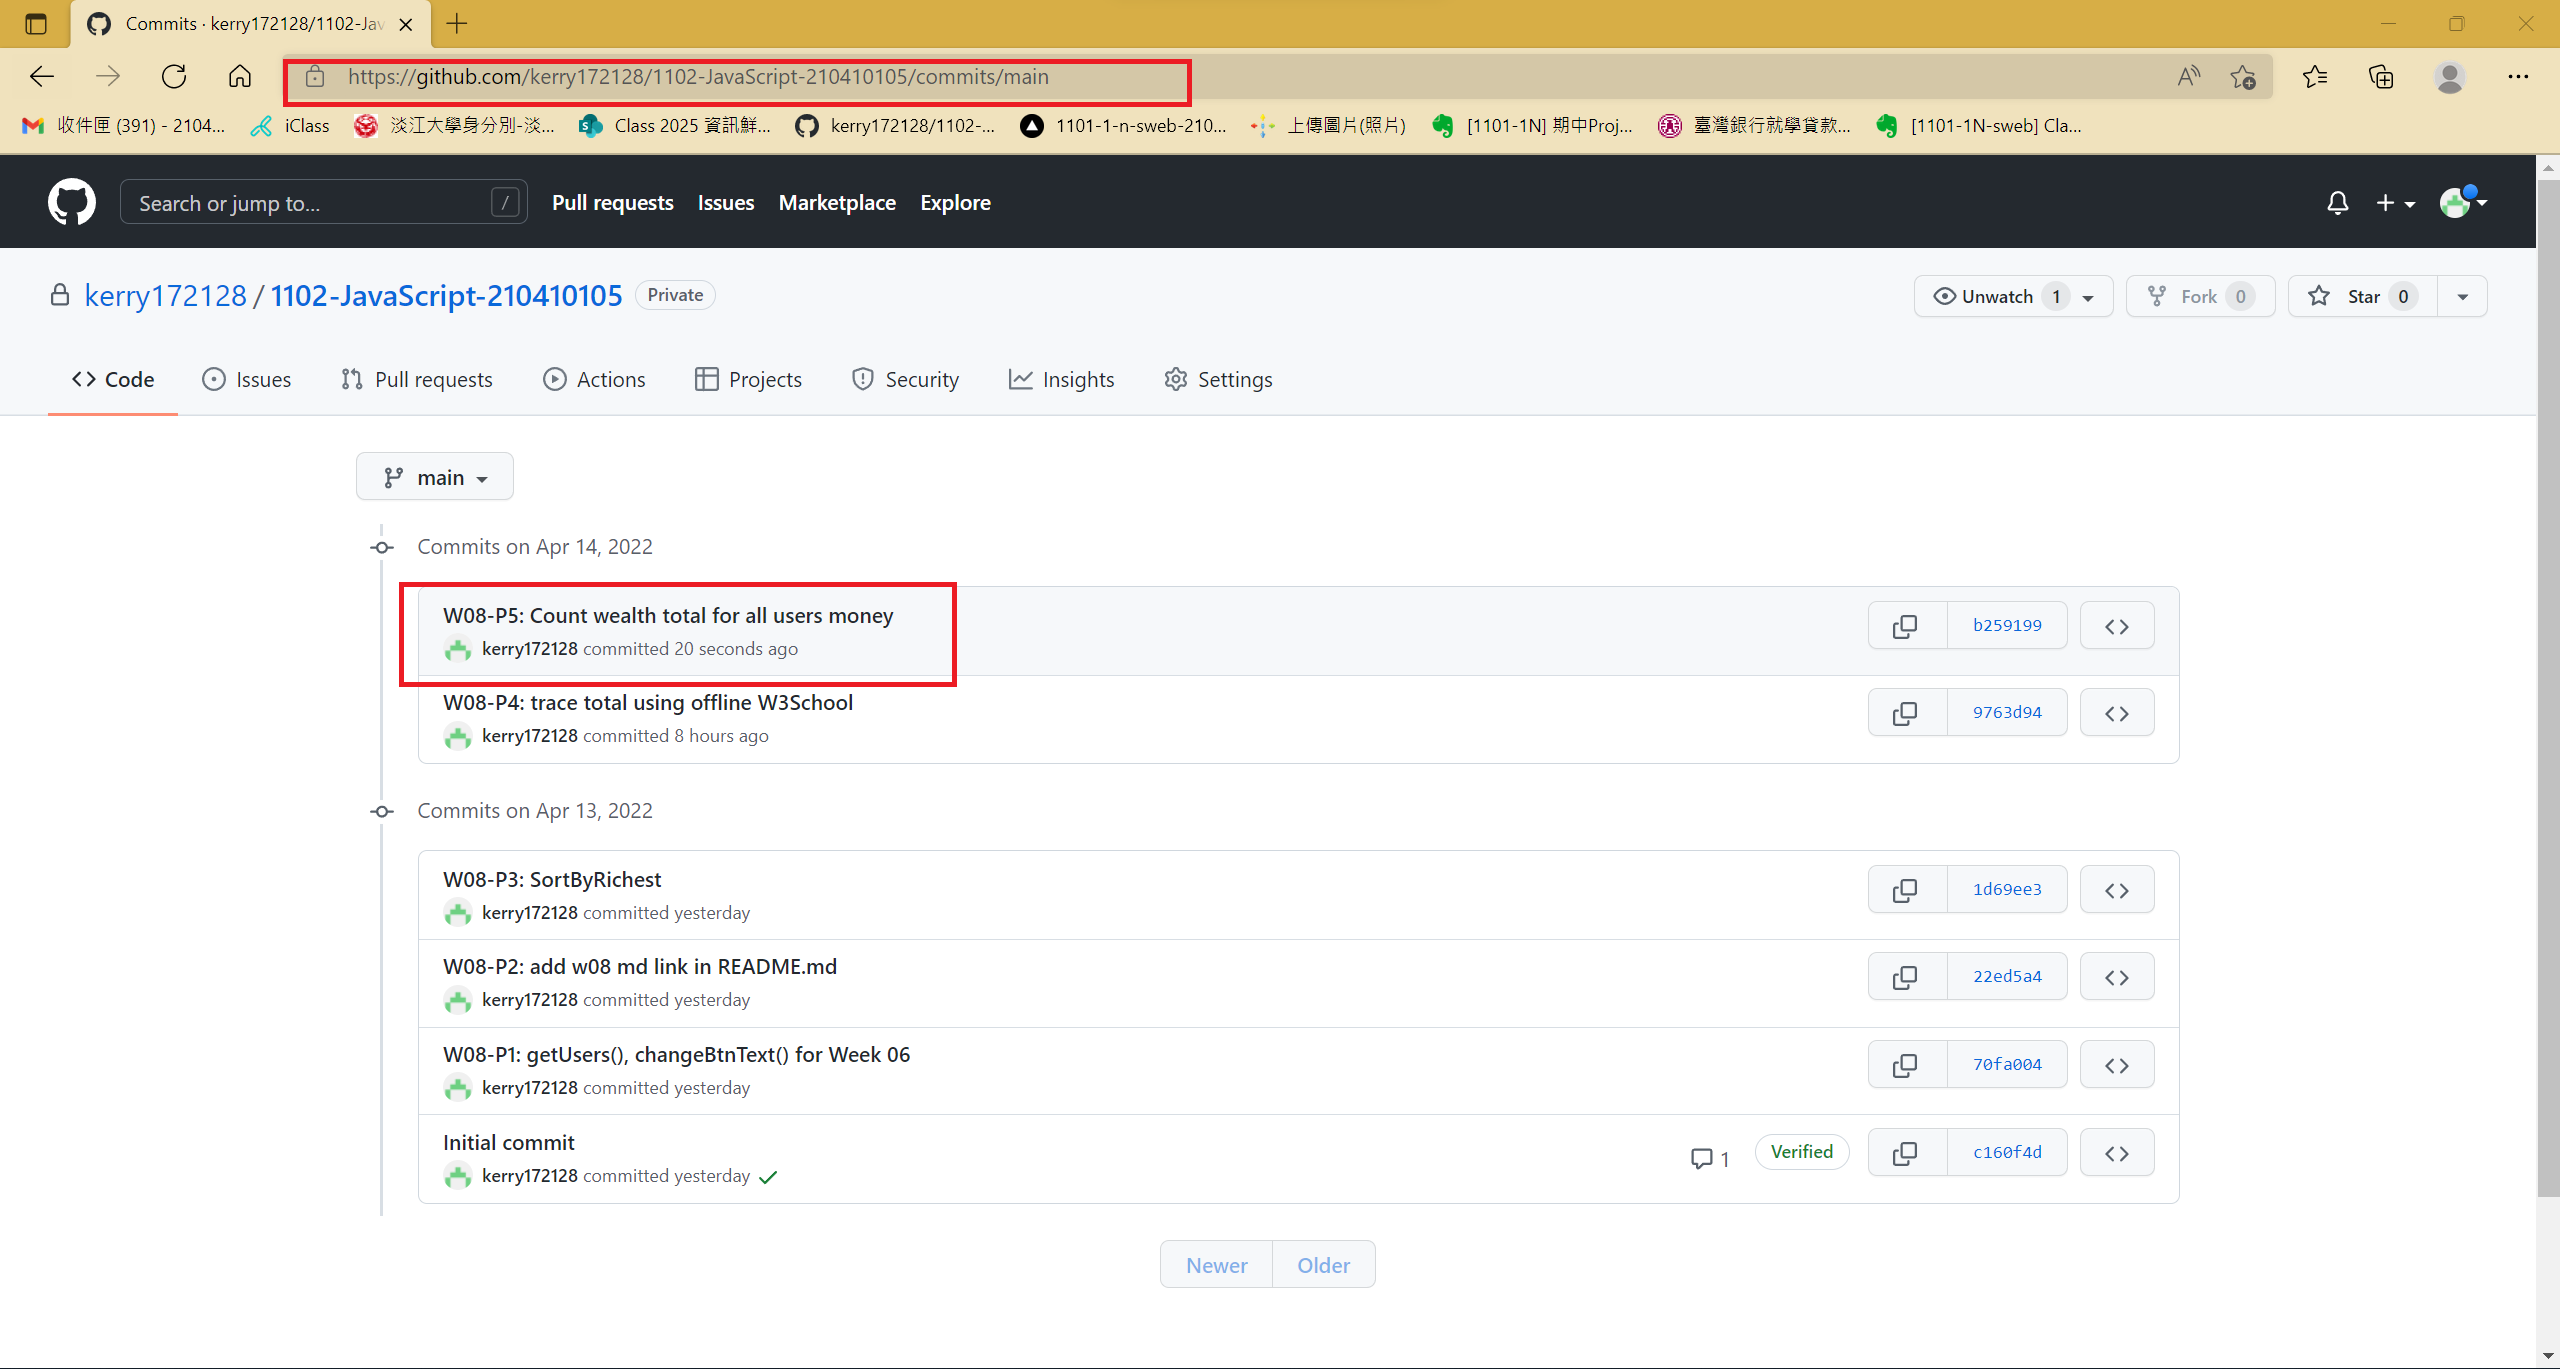 Commits · kerry172128/1102-Jav
https://github.com/kerry172128/1102-JavaScript-210410105/commits/main
收件匣 (391) - 2104... iClass 淡江大學身分別-淡... Class 2025 資訊鮮... kerry172128/1102-... 1101-1-n-sweb-210... 上傳圖片(照片) [1101-1N] 期中Proj... 臺灣銀行就學貸款... [1101-1N-sweb] Cla...
Search or jump to... / Pull requests Issues Marketplace Explore
kerry172128 / 1102-JavaScript-210410105 Private Unwatch 1 Fork 0 Star 0
Code Issues Pull requests Actions Projects Security Insights Settings
main
Commits on Apr 14, 2022
W08-P5: Count wealth total for all users money
kerry172128 committed 20 seconds ago b259199
W08-P4: trace total using offline W3School
kerry172128 committed 8 hours ago 9763d94
Commits on Apr 13, 2022
W08-P3: SortByRichest
kerry172128 committed yesterday 1d69ee3
W08-P2: add w08 md link in README.md
kerry172128 committed yesterday 22ed5a4
W08-P1: getUsers(), changeBtnText() for Week 06
kerry172128 committed yesterday 70fa004
Initial commit
kerry172128 committed yesterday 1 Verified c160f4d
Newer Older